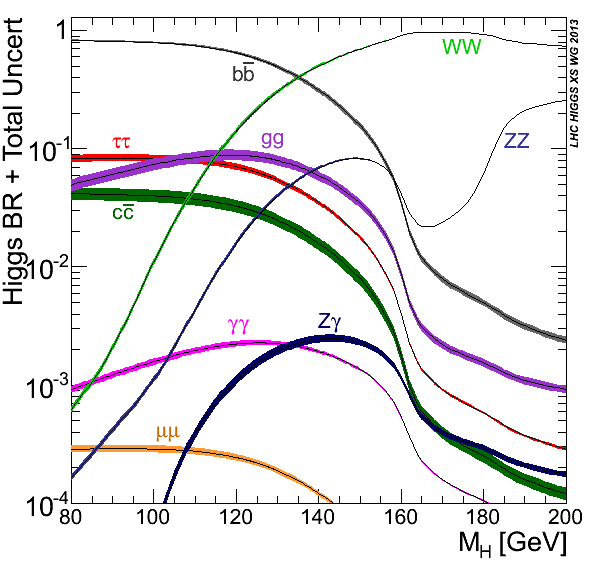 Higgs BR + Total Uncert
LHC HIGGS XS WG 2013
1
10⁻¹
10⁻²
10⁻³
10⁻⁴
bb̅
WW
ττ
gg
ZZ
cc̅
γγ
Zγ
μμ
80 100 120 140 160 180 200
M_H [GeV]